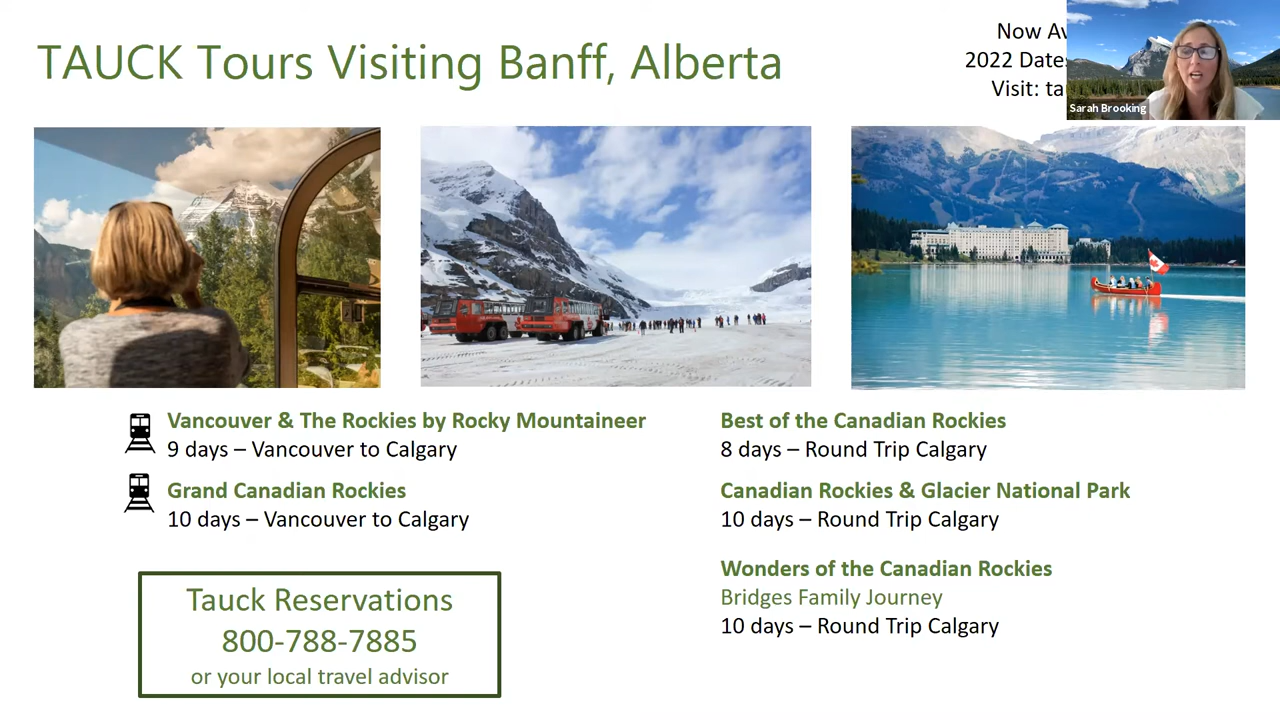 TAUCK Tours Visiting Banff, Alberta
Now
2022 Dates
Visit:
Sarah Brooking
Vancouver & The Rockies by Rocky Mountaineer
9 days – Vancouver to Calgary
Grand Canadian Rockies
10 days – Vancouver to Calgary
Best of the Canadian Rockies
8 days – Round Trip Calgary
Canadian Rockies & Glacier National Park
10 days – Round Trip Calgary
Wonders of the Canadian Rockies
Bridges Family Journey
10 days – Round Trip Calgary
Tauck Reservations
800-788-7885
or your local travel advisor